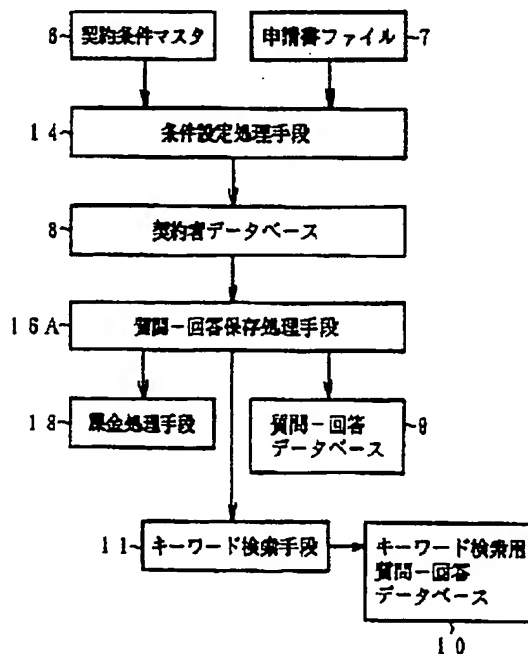 6 契約条件マスタ
申請書ファイル 7
14 条件設定処理手段
8 契約者データベース
16A 質問-回答保存処理手段
18 課金処理手段
質問-回答
データベース
9
11 キーワード検索手段
キーワード検索用
質問-回答
データベース
10